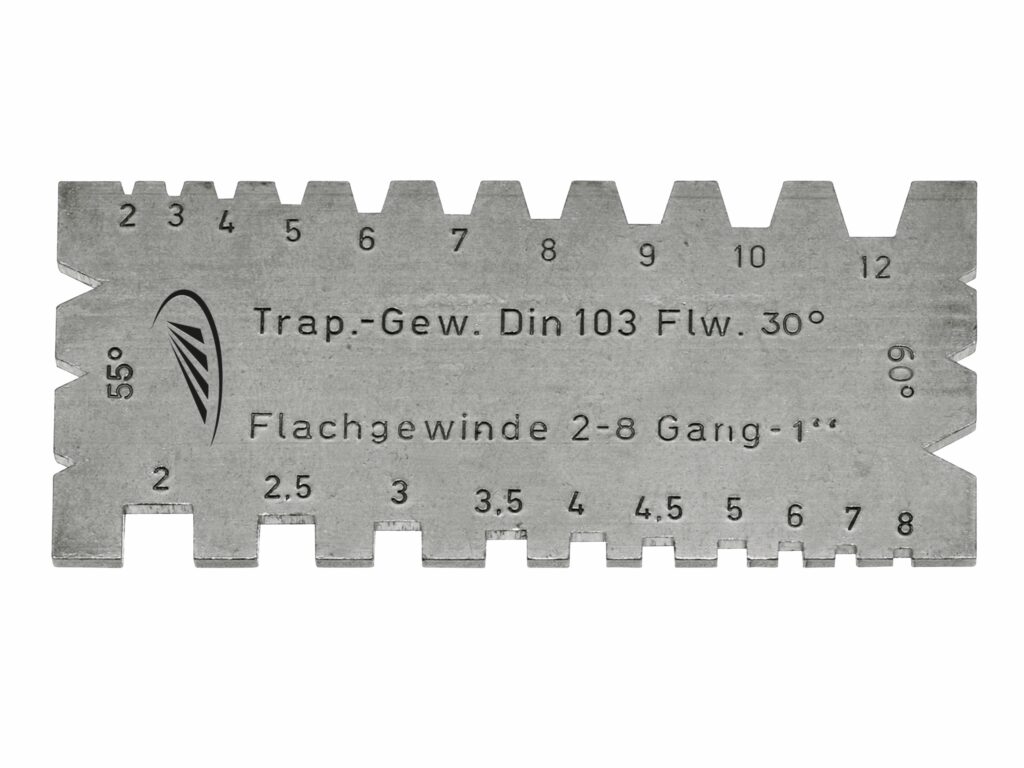 2 3 4 5 6 7 8 9 10 12
Trap.-Gew. Din 103 Flw. 30°
55°
60°
Flachgewinde 2-8 Gang-1“
2 2,5 3 3,5 4 4,5 5 6 7 8